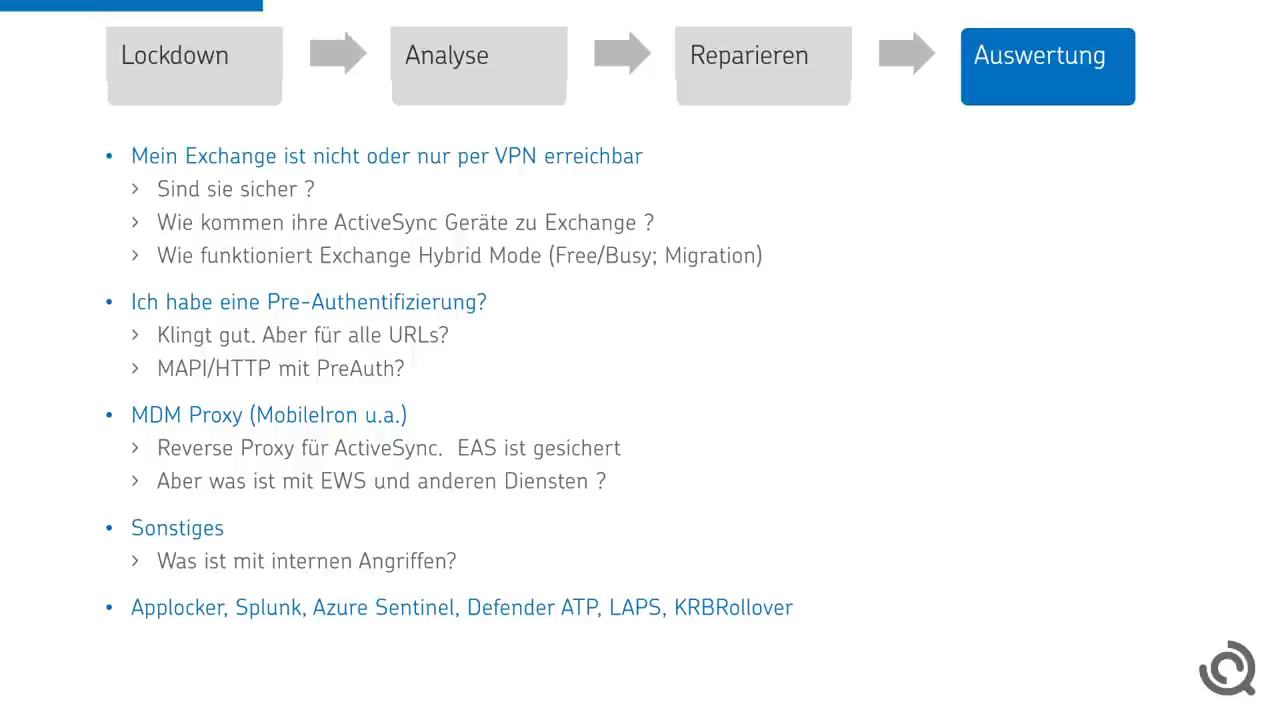 Lockdown
Analyse
Reparieren
Auswertung
• Mein Exchange ist nicht oder nur per VPN erreichbar
› Sind sie sicher ?
› Wie kommen ihre ActiveSync Geräte zu Exchange ?
› Wie funktioniert Exchange Hybrid Mode (Free/Busy; Migration)
• Ich habe eine Pre-Authentifizierung?
› Klingt gut. Aber für alle URLs?
› MAPI/HTTP mit PreAuth?
• MDM Proxy (MobileIron u.a.)
› Reverse Proxy für ActiveSync.  EAS ist gesichert
› Aber was ist mit EWS und anderen Diensten ?
• Sonstiges
› Was ist mit internen Angriffen?
• Applocker, Splunk, Azure Sentinel, Defender ATP, LAPS, KRBRollover